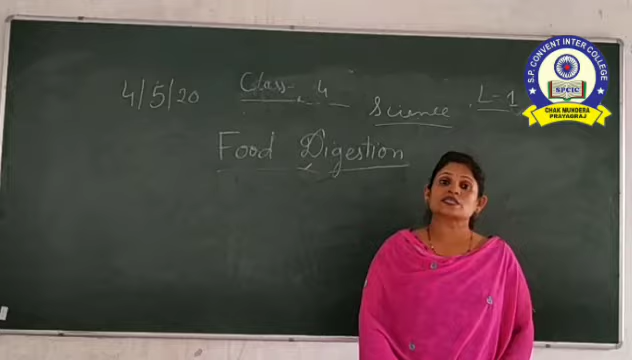 4/5/20 Class- 4 Science L-1
Food Digestion
S.P. CONVENT INTER COLLEGE
SPCIC
CHAK MUNDERA
PRAYAGRAJ